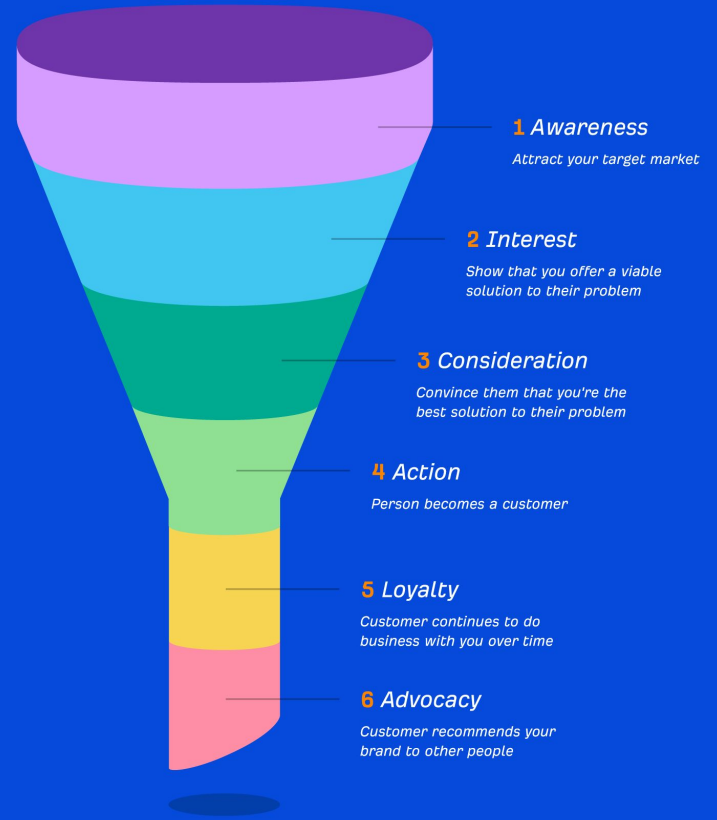 1 Awareness
Attract your target market
2 Interest
Show that you offer a viable
solution to their problem
3 Consideration
Convince them that you're the
best solution to their problem
4 Action
Person becomes a customer
5 Loyalty
Customer continues to do
business with you over time
6 Advocacy
Customer recommends your
brand to other people